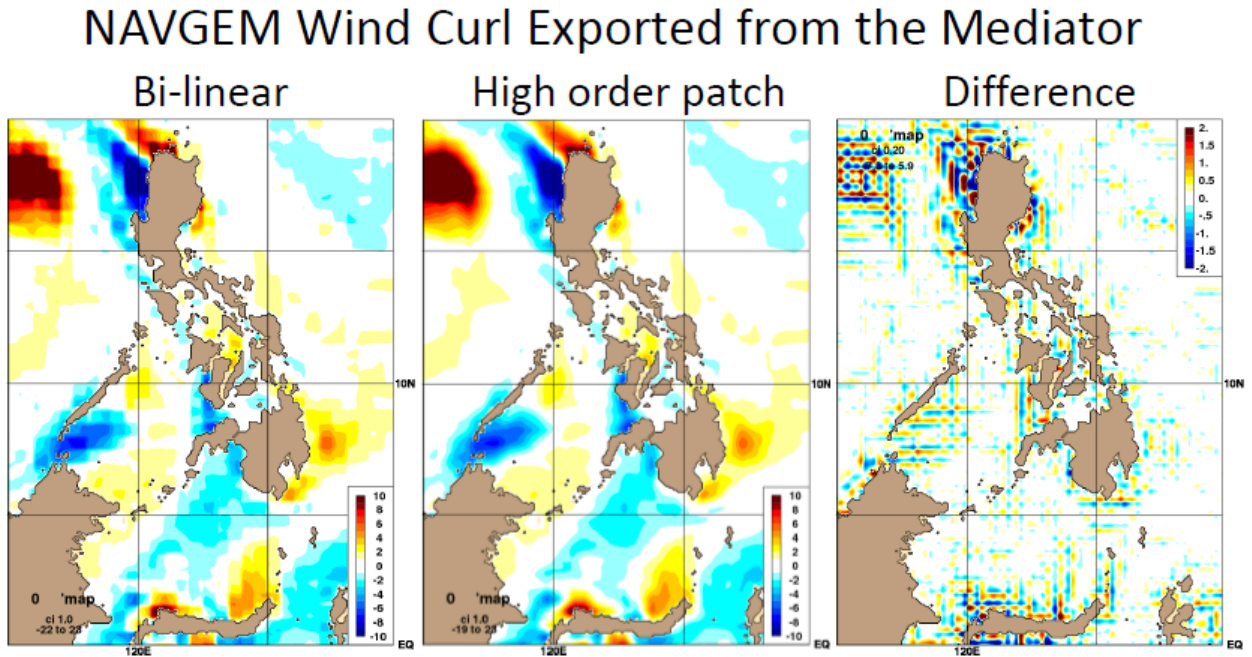 NAVGEM Wind Curl Exported from the Mediator
Bi-linear
High order patch
Difference
10N
EQ
120E
0 'map
ci 1.0
-22 to 23
10
8
6
4
2
0
-2
-4
-6
-8
-10
10N
EQ
120E
0 'map
ci 1.0
-19 to 23
10
8
6
4
2
0
-2
-4
-6
-8
-10
10N
EQ
120E
0 'map
ci 0.20
to 5.9
2.
1.5
1.
0.5
0.
-.5
-1.
-1.5
-2.